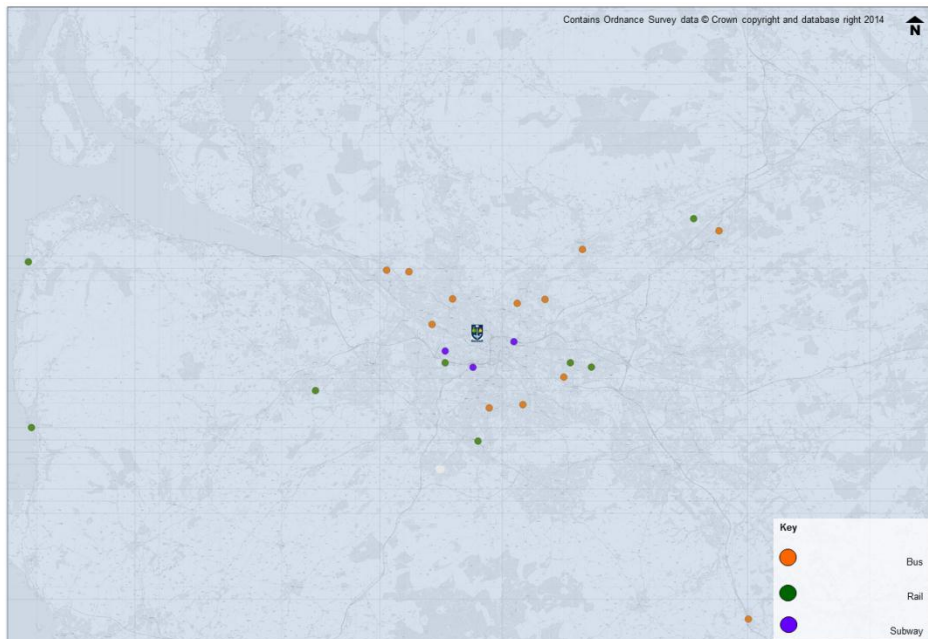 Contains Ordnance Survey data © Crown copyright and database right 2014
N
Key
Bus
Rail
Subway